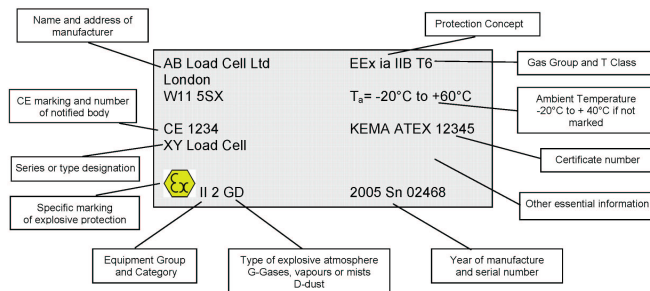 Name and address of
manufacturer
Protection Concept
AB Load Cell Ltd
London
W11 5SX
EEx ia IIB T6
Gas Group and T Class
Ta= -20°C to +60°C
Ambient Temperature
-20°C to + 40°C if not
marked
CE marking and number
of notified body
CE 1234
XY Load Cell
KEMA ATEX 12345
Certificate number
Series or type designation
Ex
II 2 GD
2005 Sn 02468
Other essential information
Specific marking
of explosive protection
Equipment Group
and Category
Type of explosive atmosphere
G-Gases, vapours or mists
D-dust
Year of manufacture
and serial number